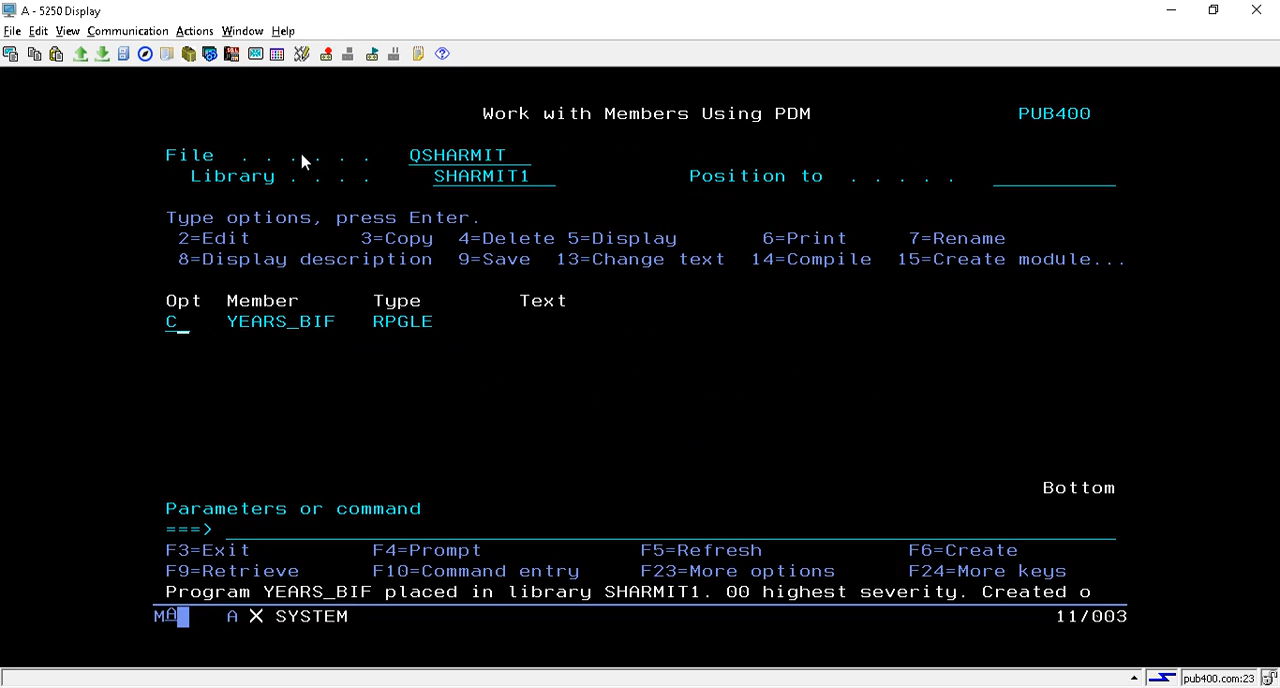 A - 5250 Display
File Edit View Communication Actions Window Help
Work with Members Using PDM PUB400
File . . . . . . QSHARMIT
Library . . . . SHARMIT1 Position to . . . . .
Type options, press Enter.
2=Edit 3=Copy 4=Delete 5=Display 6=Print 7=Rename
8=Display description 9=Save 13=Change text 14=Compile 15=Create module...
Opt Member Type Text
C_ YEARS_BIF RPGLE
Bottom
Parameters or command
===>
F3=Exit F4=Prompt F5=Refresh F6=Create
F9=Retrieve F10=Command entry F23=More options F24=More keys
Program YEARS_BIF placed in library SHARMIT1. 00 highest severity. Created o
MA A X SYSTEM 11/003
pub400.com:23